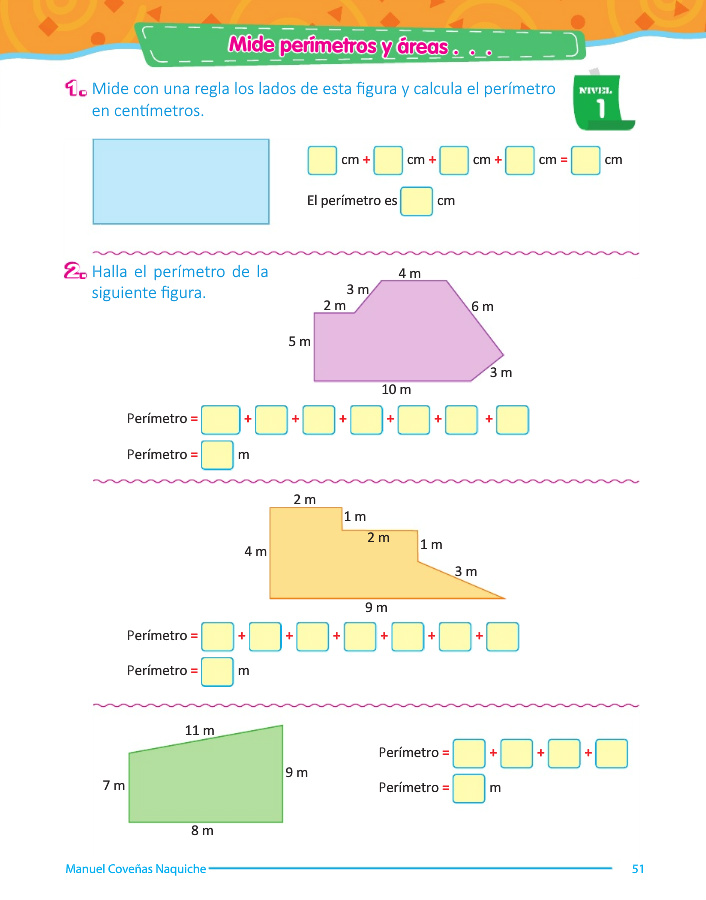 Mide perímetros y áreas . . .
1. Mide con una regla los lados de esta figura y calcula el perímetro
en centímetros.
NIVEL
1
cm + cm + cm + cm = cm
El perímetro es cm
2. Halla el perímetro de la
siguiente figura.
4 m
3 m
2 m
6 m
5 m
3 m
10 m
Perímetro = + + + + + +
Perímetro = m
2 m
1 m
2 m
1 m
4 m
3 m
9 m
Perímetro = + + + + + +
Perímetro = m
11 m
7 m
9 m
8 m
Perímetro = + + +
Perímetro = m
Manuel Coveñas Naquiche 51